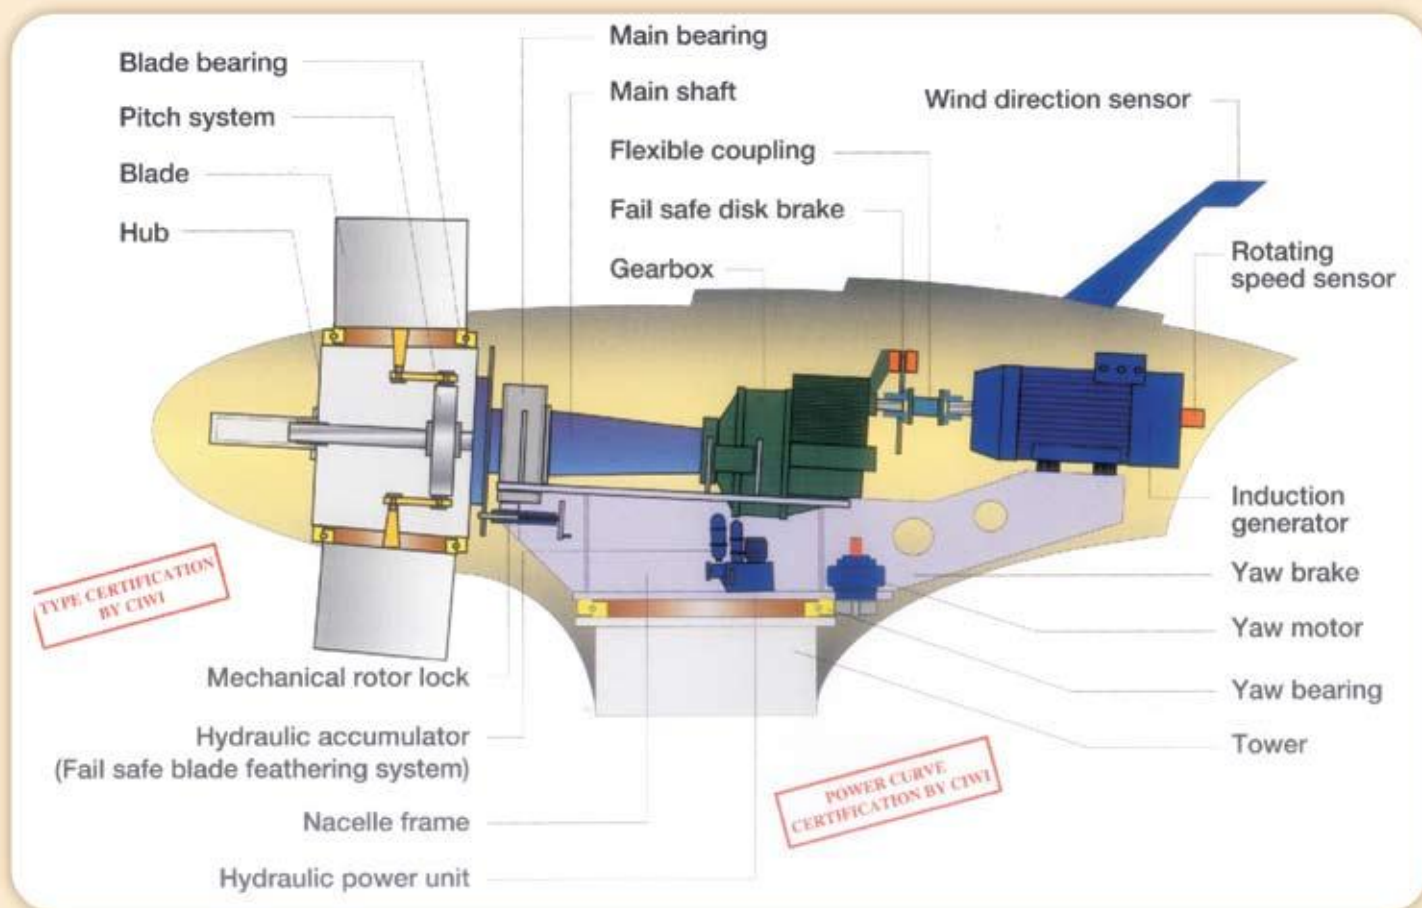 Blade bearing
Pitch system
Blade
Hub
Main bearing
Main shaft
Flexible coupling
Fail safe disk brake
Gearbox
Wind direction sensor
Rotating
speed sensor
Induction
generator
Yaw brake
Yaw motor
Yaw bearing
Tower
TYPE CERTIFICATION
BY CIWI
Mechanical rotor lock
Hydraulic accumulator
(Fail safe blade feathering system)
Nacelle frame
Hydraulic power unit
POWER CURVE
CERTIFICATION BY CIWI